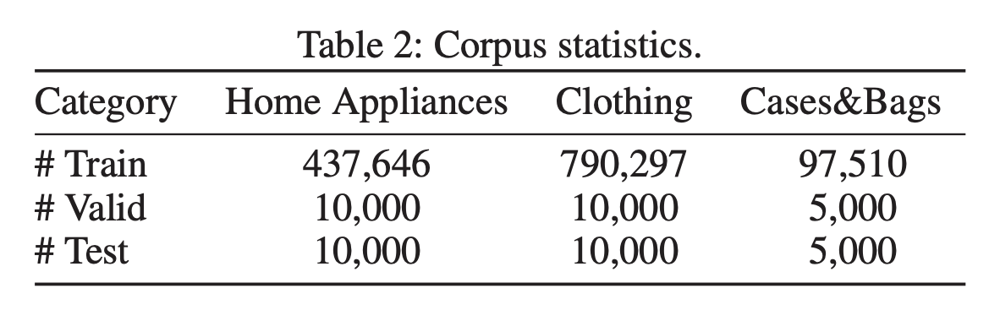 Table 2: Corpus statistics.
Category Home Appliances Clothing Cases&Bags
# Train 437,646 790,297 97,510
# Valid 10,000 10,000 5,000
# Test 10,000 10,000 5,000